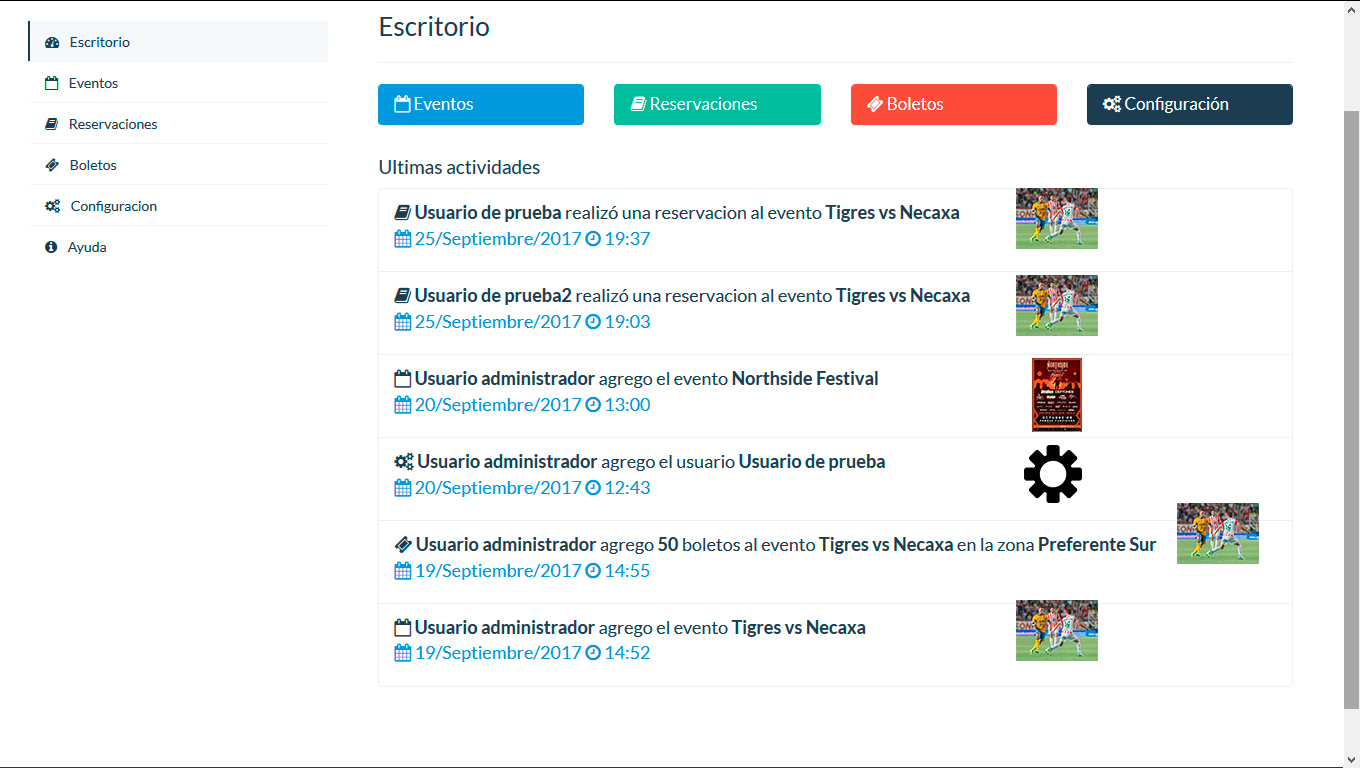 Escritorio
Eventos
Reservaciones
Boletos
Configuracion
Ayuda
Escritorio
Eventos
Reservaciones
Boletos
Configuración
Ultimas actividades
Usuario de prueba realizó una reservacion al evento Tigres vs Necaxa
25/Septiembre/2017 19:37
Usuario de prueba2 realizó una reservacion al evento Tigres vs Necaxa
25/Septiembre/2017 19:03
Usuario administrador agrego el evento Northside Festival
20/Septiembre/2017 13:00
Usuario administrador agrego el usuario Usuario de prueba
20/Septiembre/2017 12:43
Usuario administrador agrego 50 boletos al evento Tigres vs Necaxa en la zona Preferente Sur
19/Septiembre/2017 14:55
Usuario administrador agrego el evento Tigres vs Necaxa
19/Septiembre/2017 14:52
NORTHSIDE